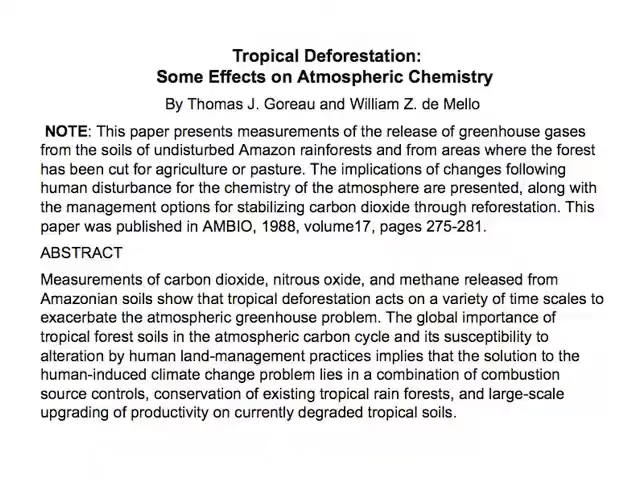 Tropical Deforestation:
Some Effects on Atmospheric Chemistry
By Thomas J. Goreau and William Z. de Mello
NOTE: This paper presents measurements of the release of greenhouse gases
from the soils of undisturbed Amazon rainforests and from areas where the forest
has been cut for agriculture or pasture. The implications of changes following
human disturbance for the chemistry of the atmosphere are presented, along with
the management options for stabilizing carbon dioxide through reforestation. This
paper was published in AMBIO, 1988, volume17, pages 275-281.
ABSTRACT
Measurements of carbon dioxide, nitrous oxide, and methane released from
Amazonian soils show that tropical deforestation acts on a variety of time scales to
exacerbate the atmospheric greenhouse problem. The global importance of
tropical forest soils in the atmospheric carbon cycle and its susceptibility to
alteration by human land-management practices implies that the solution to the
human-induced climate change problem lies in a combination of combustion
source controls, conservation of existing tropical rain forests, and large-scale
upgrading of productivity on currently degraded tropical soils.